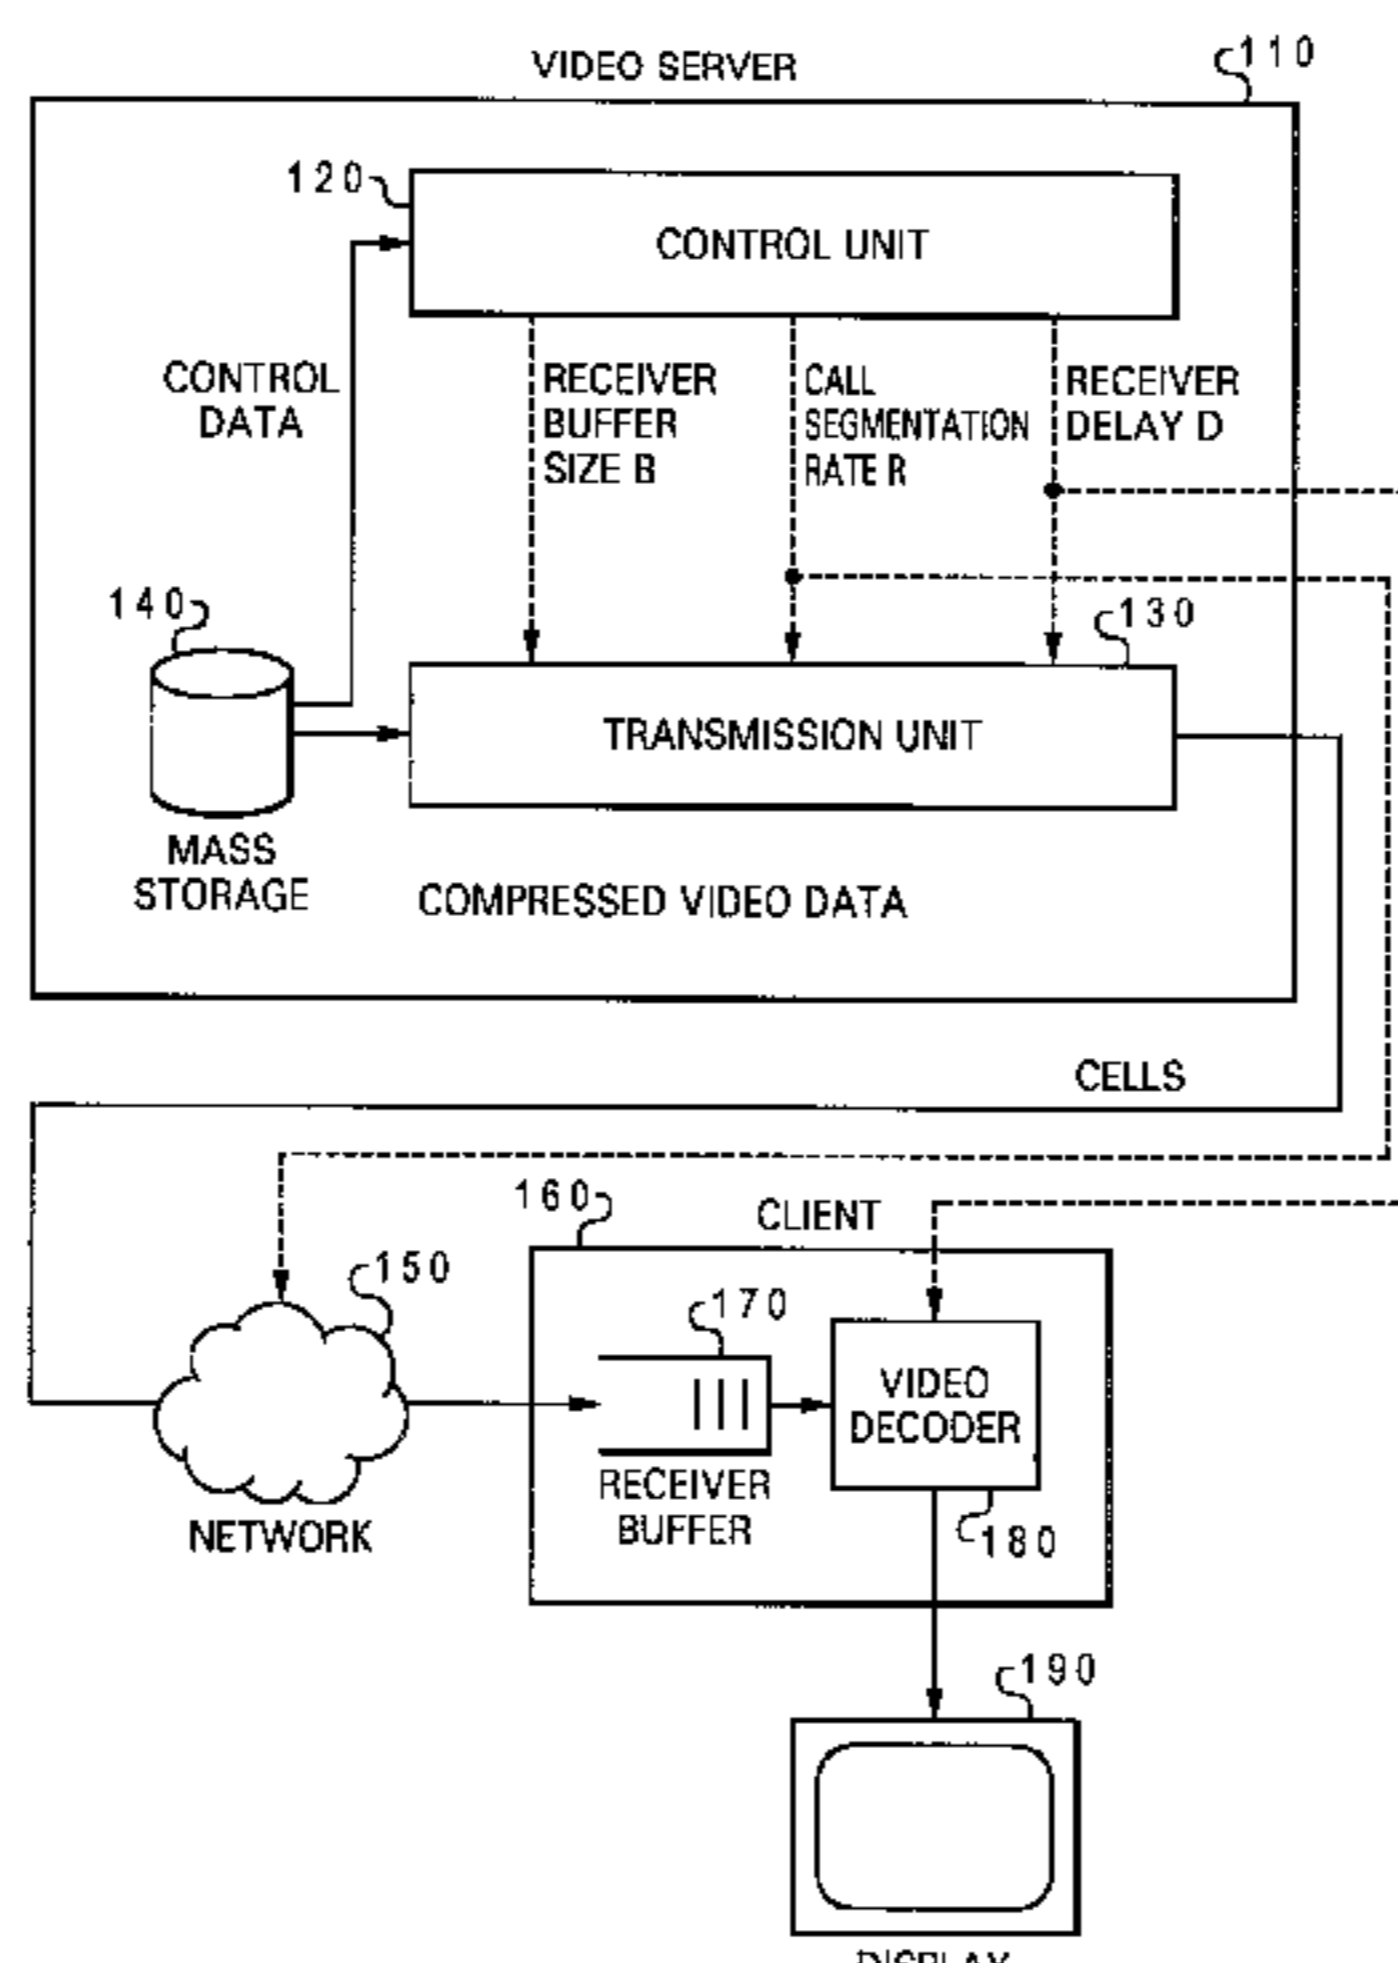 VIDEO SERVER
110
120
CONTROL UNIT
CONTROL
DATA
RECEIVER
BUFFER
SIZE B
CALL
SEGMENTATION
RATE R
RECEIVER
DELAY D
140
130
TRANSMISSION UNIT
MASS
STORAGE
COMPRESSED VIDEO DATA
CELLS
160
CLIENT
150
170
VIDEO
DECODER
RECEIVER
BUFFER
NETWORK
180
190
DISPLAY